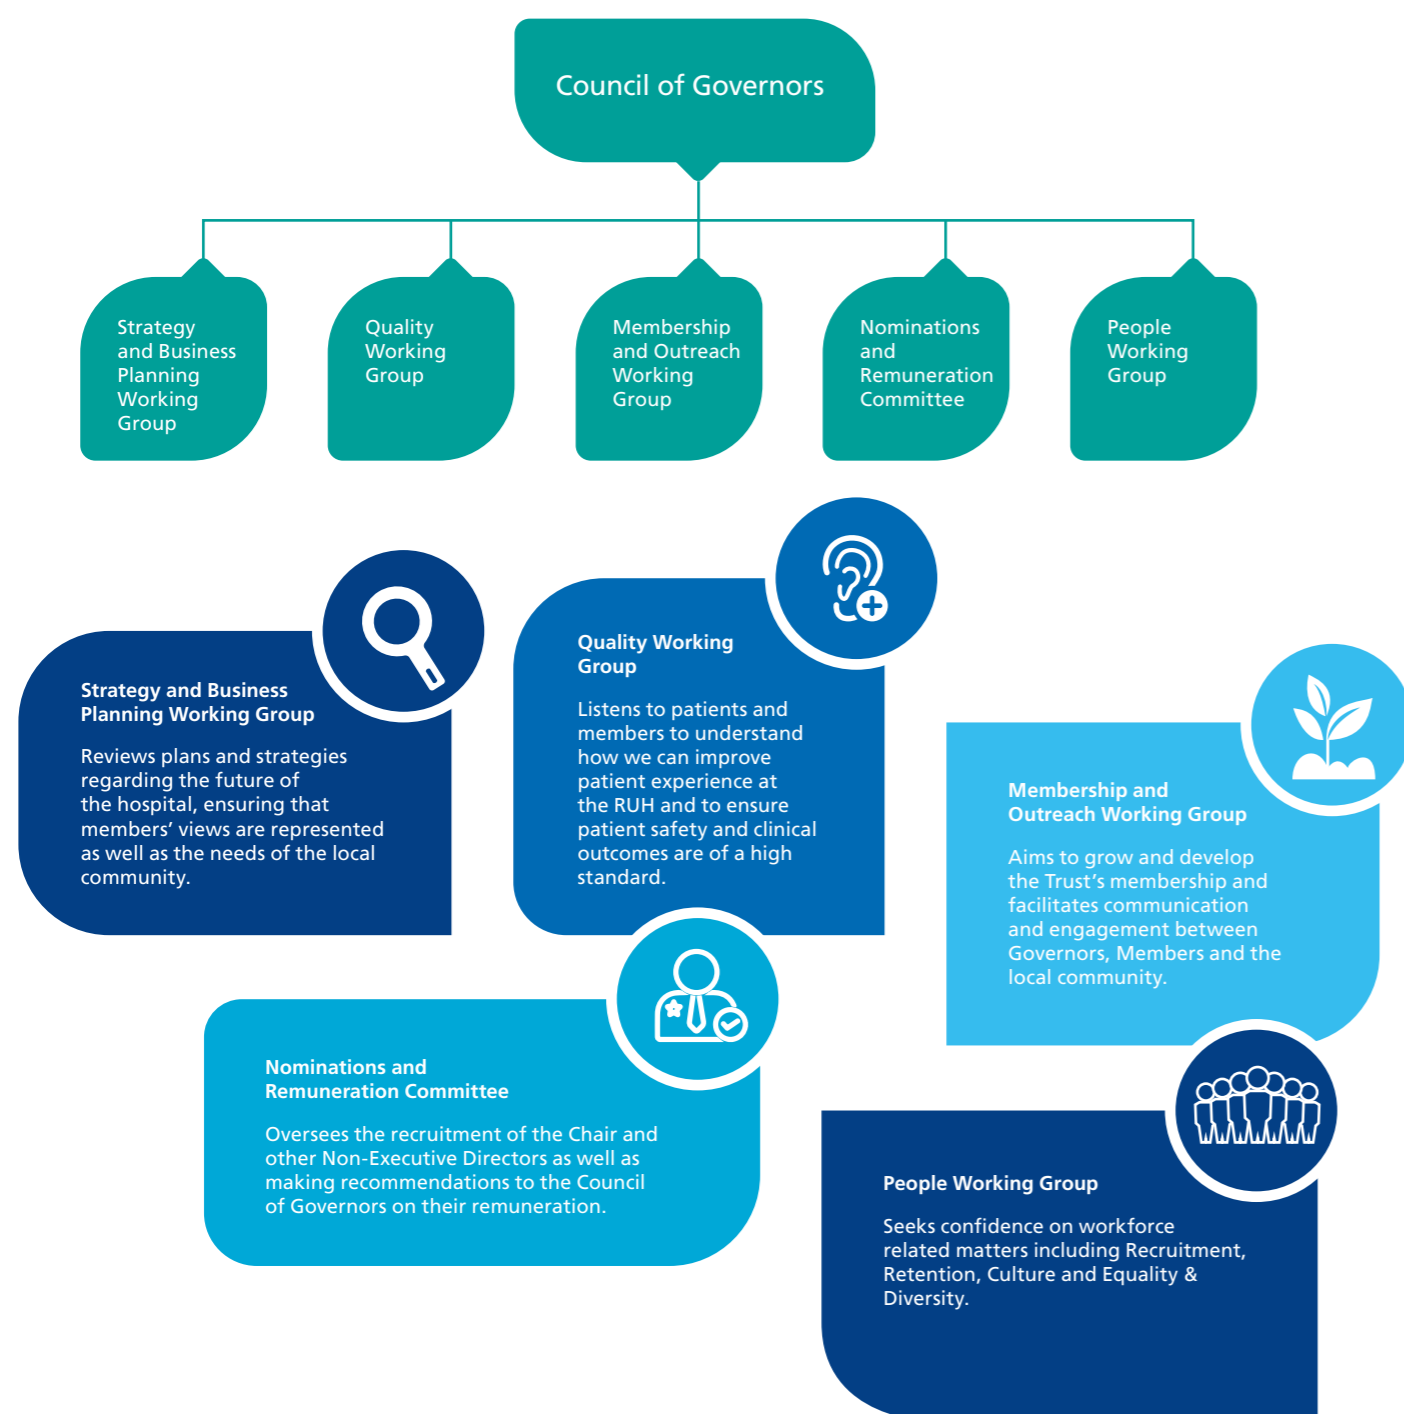 Council of Governors
Strategy
and Business
Planning
Working
Group
Quality
Working
Group
Membership
and Outreach
Working
Group
Nominations
and
Remuneration
Committee
People
Working
Group
Strategy and Business
Planning Working Group
Reviews plans and strategies
regarding the future of
the hospital, ensuring that
members’ views are represented
as well as the needs of the local
community.
Quality Working
Group
Listens to patients and
members to understand
how we can improve
patient experience at
the RUH and to ensure
patient safety and clinical
outcomes are of a high
standard.
Membership and
Outreach Working Group
Aims to grow and develop
the Trust’s membership and
facilitates communication
and engagement between
Governors, Members and the
local community.
Nominations and
Remuneration Committee
Oversees the recruitment of the Chair and
other Non-Executive Directors as well as
making recommendations to the Council
of Governors on their remuneration.
People Working Group
Seeks confidence on workforce
related matters including Recruitment,
Retention, Culture and Equality &
Diversity.